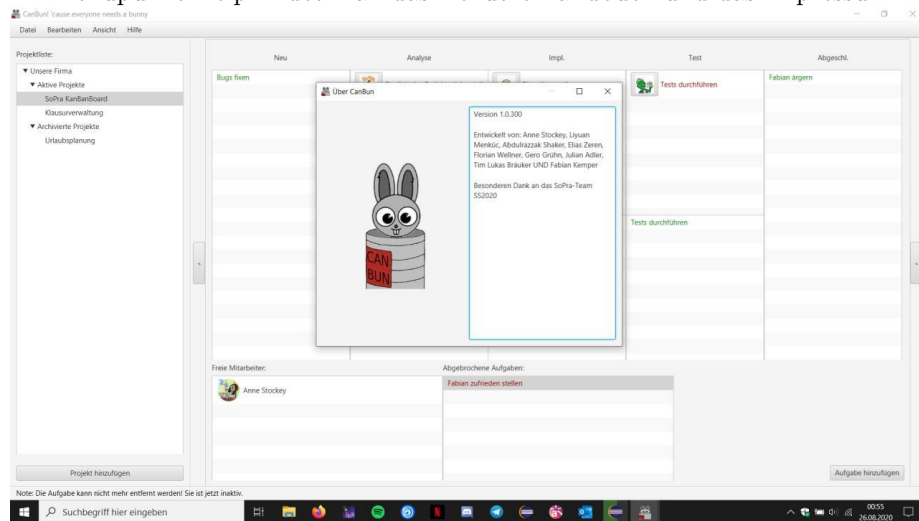 CanBun! 'cause everyone needs a bunny
Datei Bearbeiten Ansicht Hilfe
Projektliste:
Unsere Firma
Aktive Projekte
SoPra KanBanBoard
Klausurverwaltung
Archivierte Projekte
Urlaubsplanung
Projekt hinzufügen
Neu Analyse Impl. Test Abgeschl.
Bugs fixen
Tests durchführen
Fabian ärgern
Tests durchführen
Über CanBun
CAN
BUN
Version 1.0.300
Entwickelt von: Anne Stockey, Liyuan
Menküc, Abdulrazzak Shaker, Elias Zeren,
Florian Wellner, Gero Grühn, Julian Adler,
Tim Lukas Bräuker UND Fabian Kemper
Besonderen Dank an das SoPra-Team
SS2020
Freie Mitarbeiter:
Anne Stockey
Abgebrochene Aufgaben:
Fabian zufrieden stellen
Aufgabe hinzufügen
Note: Die Aufgabe kann nicht mehr entfernt werden! Sie ist jetzt inaktiv.
Suchbegriff hier eingeben
00:55
26.08.2020